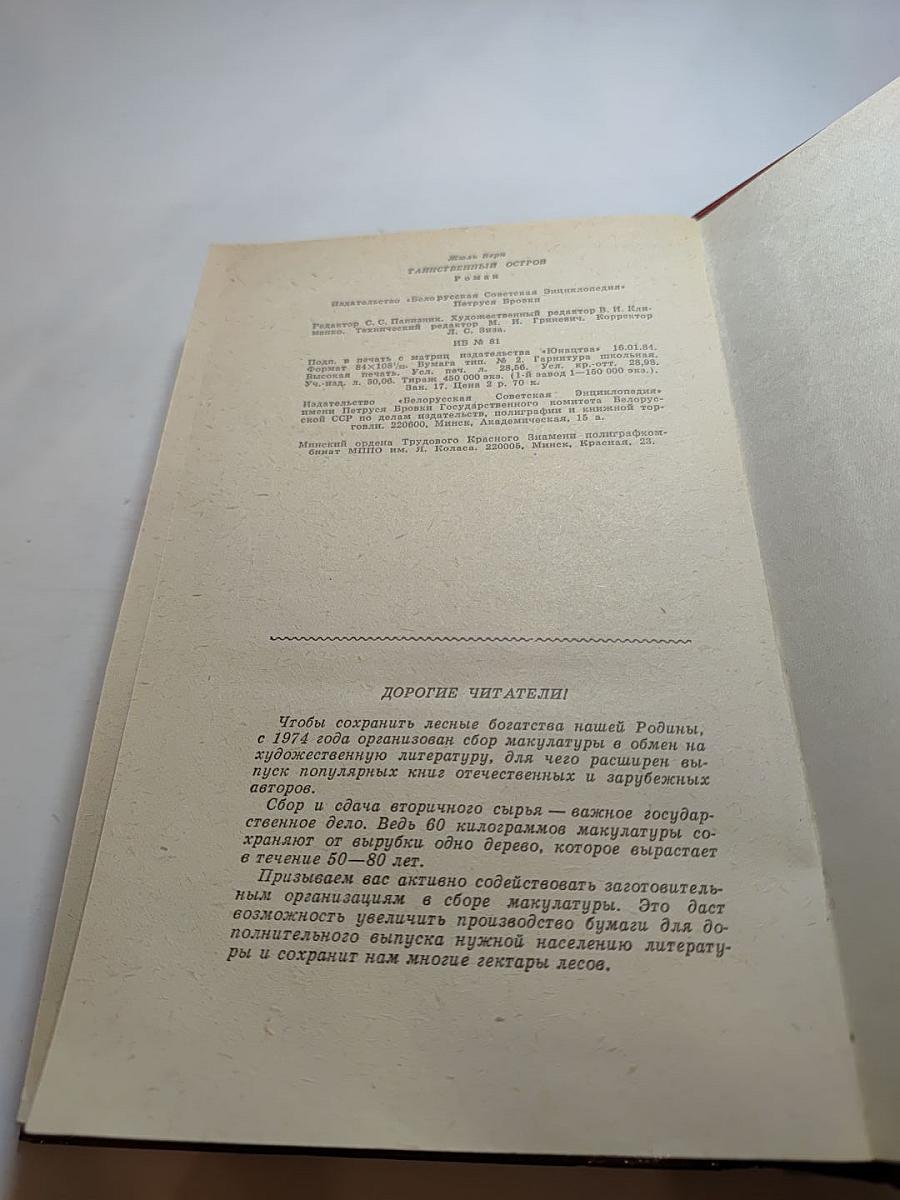 Жюль Верн
ТАИНСТВЕННЫЙ ОСТРОВ
Роман
Издательство «Белорусская Советская Энциклопедия»
Петруся Бровки
Редактор С. С. Панизник. Художественный редактор В. И. Кли-
менко. Технический редактор М. И. Гриневич. Корректор
Л. С. Виза.
ИБ № 81
Подп. в печать с матриц издательства «Юнацтва» 16.01.84.
Формат 84×108¹/₃₂. Бумага тип. № 2. Гарнитура школьная.
Высокая печать. Усл. печ. л. 28,56. Усл. кр.-отт. 28,98.
Уч.-изд. л. 30,06. Тираж 450 000 экз. (1-й завод 1—150 000 экз.).
Зак. 17. Цена 2 р. 70 к.
Издательство «Белорусская Советская Энциклопедия»
имени Петруся Бровки Государственного комитета Белорус-
ской ССР по делам издательств, полиграфии и книжной тор-
говли. 220600, Минск, Академическая, 15 а.
Минский ордена Трудового Красного Знамени полиграфком-
бинат МППО им. Я. Коласа. 220005, Минск, Красная, 23.
ДОРОГИЕ ЧИТАТЕЛИ!
Чтобы сохранить лесные богатства нашей Родины,
с 1974 года организован сбор макулатуры в обмен на
художественную литературу, для чего расширен вы-
пуск популярных книг отечественных и зарубежных
авторов.
Сбор и сдача вторичного сырья — важное государ-
ственное дело. Ведь 60 килограммов макулатуры со-
храняют от вырубки одно дерево, которое вырастает
в течение 50—80 лет.
Призываем вас активно содействовать заготовитель-
ным организациям в сборе макулатуры. Это даст
возможность увеличить производство бумаги для до-
полнительного выпуска нужной населению литерату-
ры и сохранит нам многие гектары лесов.